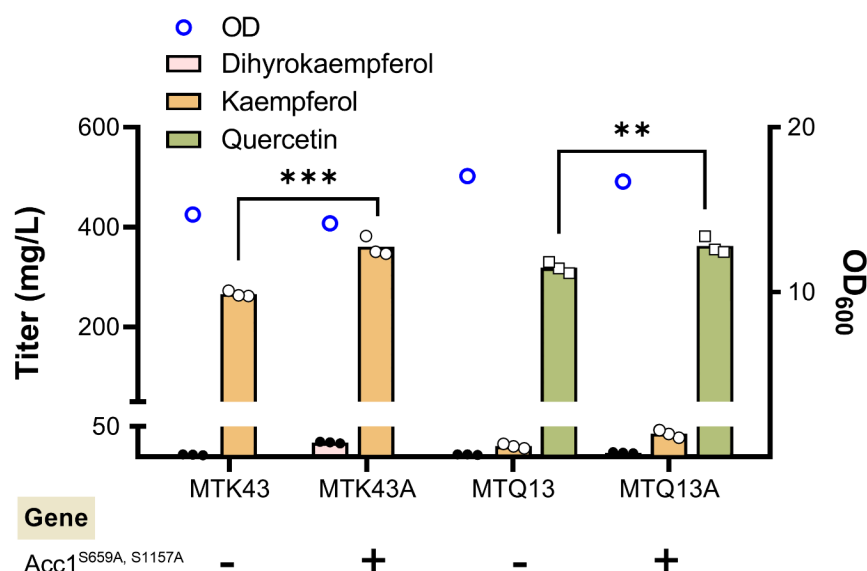 OD
Dihyrokaempferol
Kaempferol
Quercetin
600
400
200
50
Titer (mg/L)
***
**
20
10
OD600
MTK43 MTK43A MTQ13 MTQ13A
Gene
Acc1S659A, S1157A - + - +